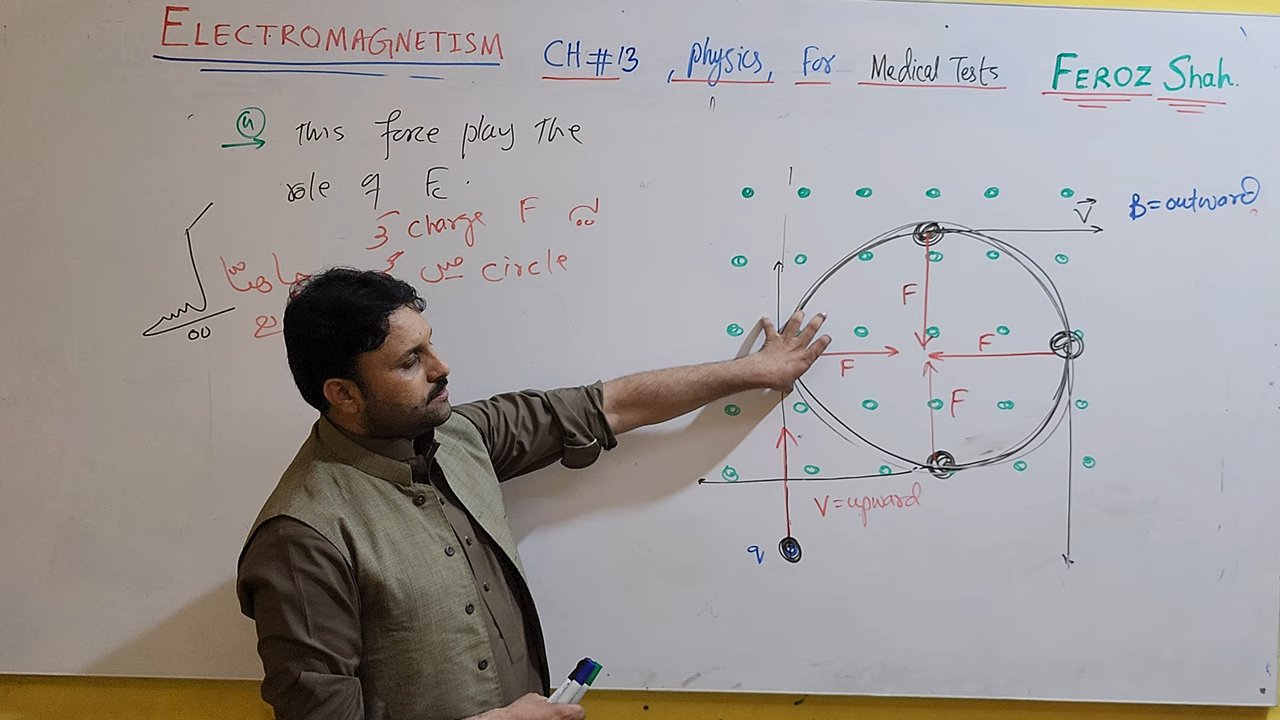 ELECTROMAGNETISM CH#13, physics, For Medical Tests FEROZ Shah.
a This force play the
role of Fc.
charge F
میں circle
B=outward
V
F
F
F
F
V=upward
q